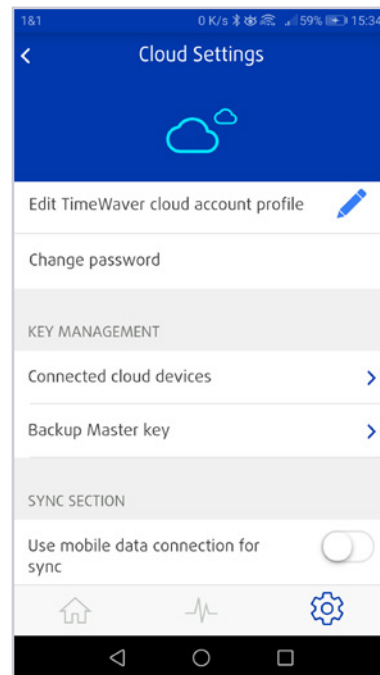 1&1 0 K/s 59% 15:34
Cloud Settings
Edit TimeWaver cloud account profile
Change password
KEY MANAGEMENT
Connected cloud devices
Backup Master key
SYNC SECTION
Use mobile data connection for
sync